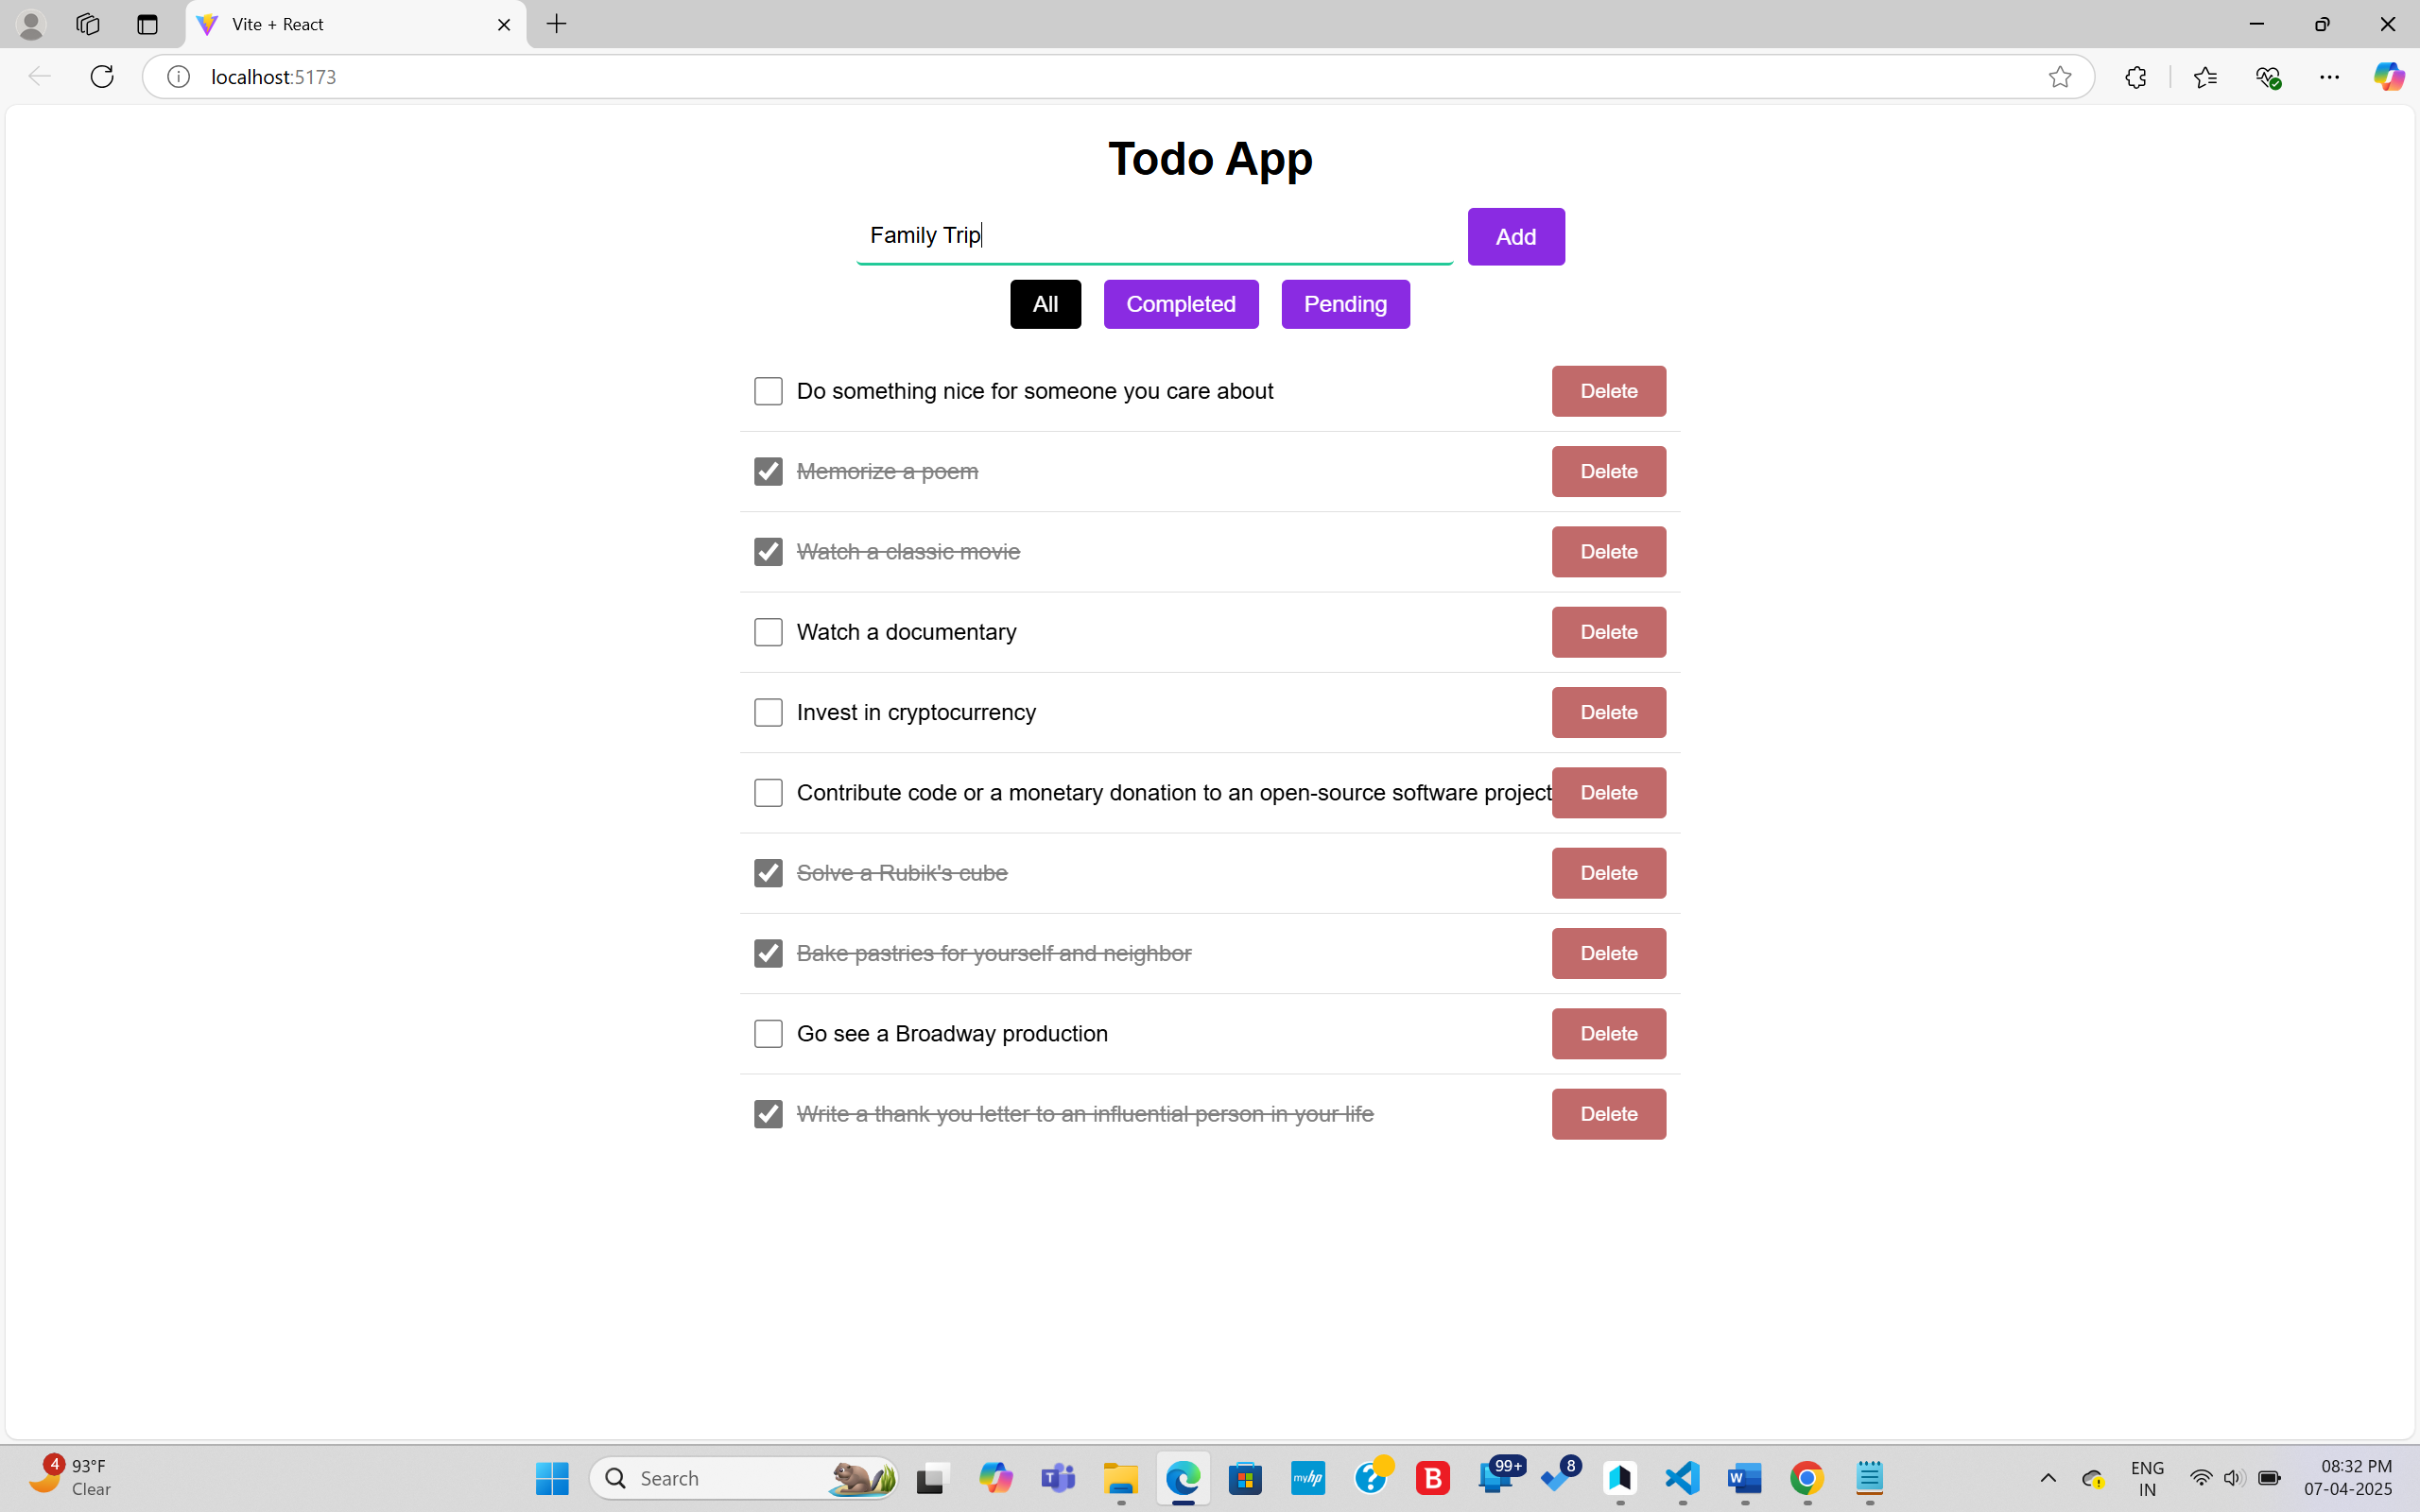 Vite + React
localhost:5173
Todo App
Family Trip
Add
All Completed Pending
Do something nice for someone you care about Delete
Memorize a poem Delete
Watch a classic movie Delete
Watch a documentary Delete
Invest in cryptocurrency Delete
Contribute code or a monetary donation to an open-source software project Delete
Solve a Rubik's cube Delete
Bake pastries for yourself and neighbor Delete
Go see a Broadway production Delete
Write a thank you letter to an influential person in your life Delete
4 93°F
Clear
Search
T
myhp
?
B
99+
8
W
ENG
IN
08:32 PM
07-04-2025